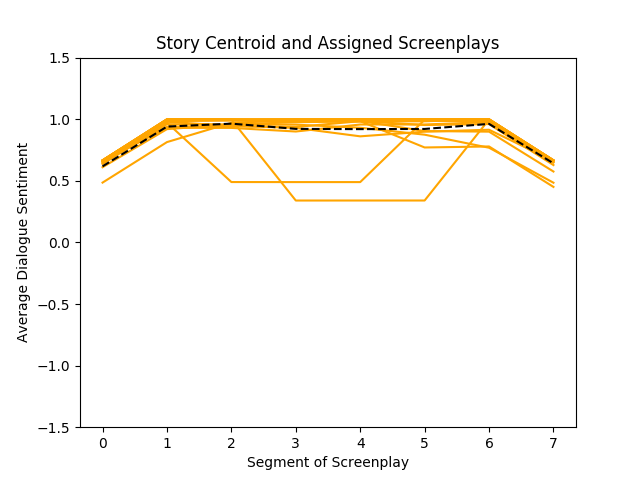 Story Centroid and Assigned Screenplays
1.5
1.0
0.5
0.0
−0.5
−1.0
−1.5
Average Dialogue Sentiment
0 1 2 3 4 5 6 7
Segment of Screenplay